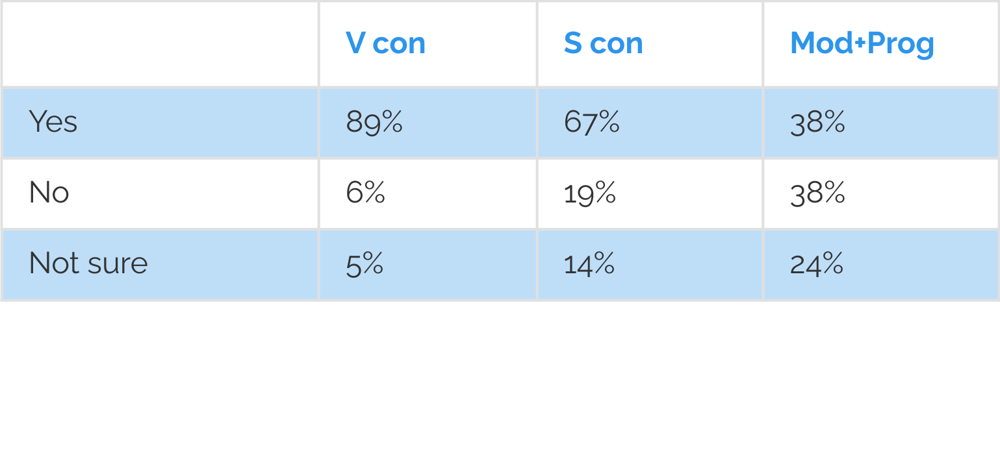 V con S con Mod+Prog
Yes 89% 67% 38%
No 6% 19% 38%
Not sure 5% 14% 24%